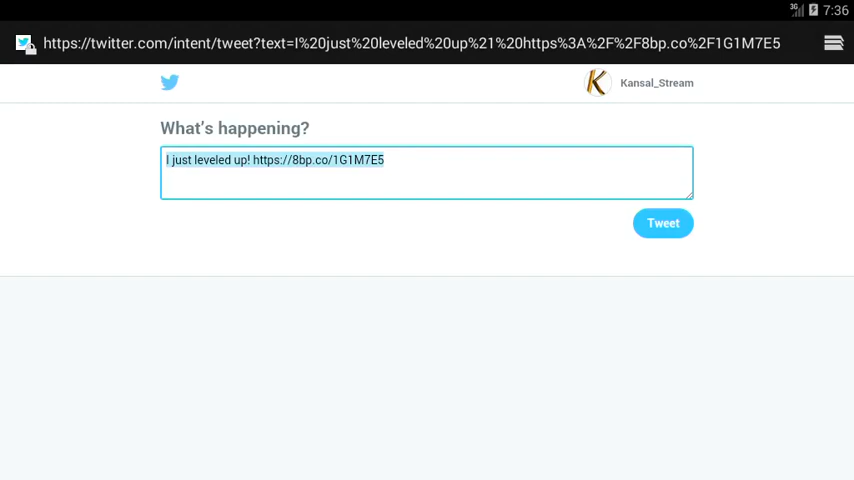 3G 7:36
https://twitter.com/intent/tweet?text=I%20just%20leveled%20up%21%20https%3A%2F%2F8bp.co%2F1G1M7E5
K Kansal_Stream
What's happening?
I just leveled up! https://8bp.co/1G1M7E5
Tweet